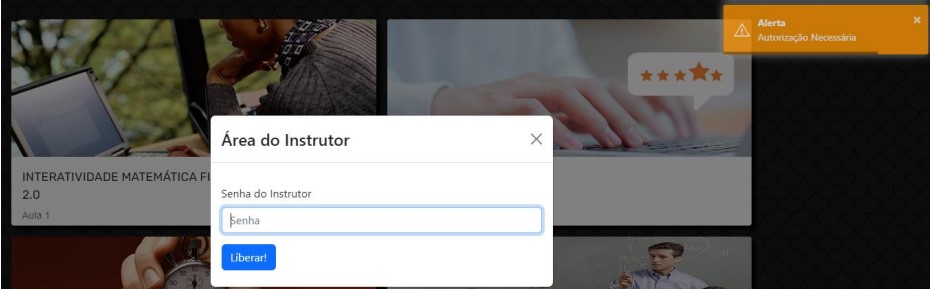 Alerta
Autorização Necessária
Área do Instrutor
INTERATIVIDADE MATEMÁTICA FI
2.0
Aula 1
Senha do Instrutor
Senha
Liberar!